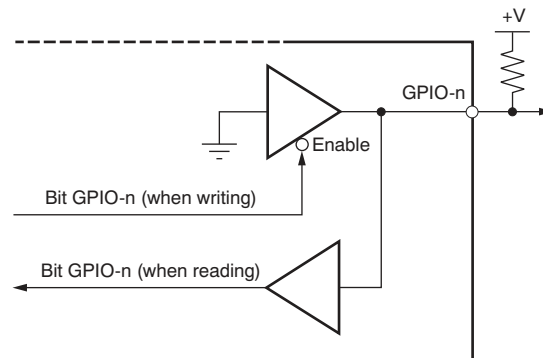 +V
GPIO-n
Enable
Bit GPIO-n (when writing)
Bit GPIO-n (when reading)